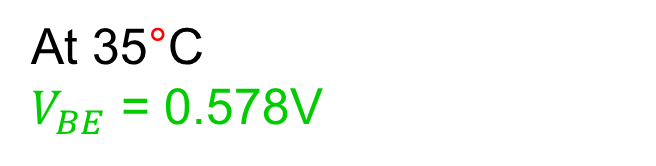 At 35°C
V_BE = 0.578V